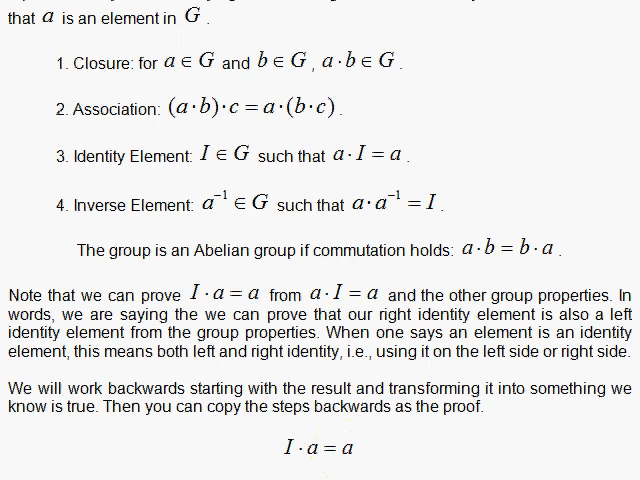 that a is an element in G .
1. Closure: for a ∈ G and b ∈ G , a · b ∈ G .
2. Association: (a · b) · c = a · (b · c) .
3. Identity Element: I ∈ G such that a · I = a .
4. Inverse Element: a⁻¹ ∈ G such that a · a⁻¹ = I .
The group is an Abelian group if commutation holds: a · b = b · a .
Note that we can prove I · a = a from a · I = a and the other group properties. In
words, we are saying the we can prove that our right identity element is also a left
identity element from the group properties. When one says an element is an identity
element, this means both left and right identity, i.e., using it on the left side or right side.
We will work backwards starting with the result and transforming it into something we
know is true. Then you can copy the steps backwards as the proof.
I · a = a